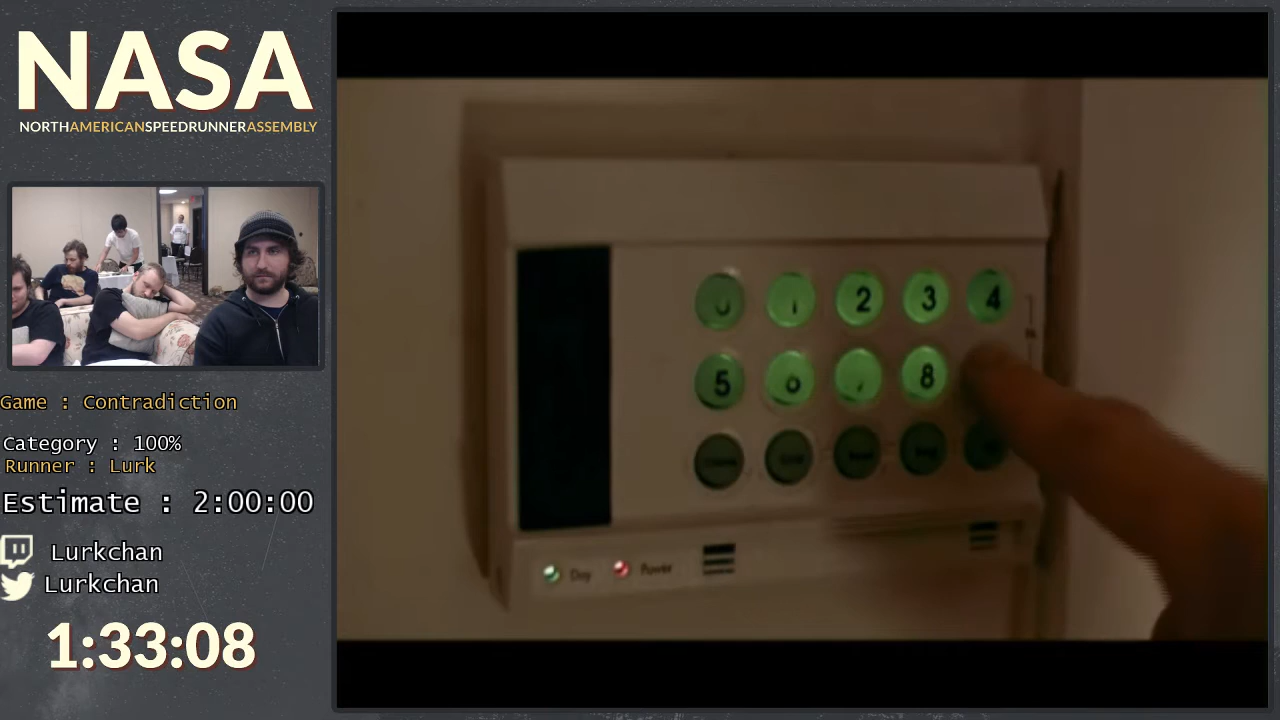 NASA
NORTHAMERICANSPEEDRUNNERASSEMBLY
Game : Contradiction
Category : 100%
Runner : Lurk
Estimate : 2:00:00
Lurkchan
Lurkchan
1:33:08
2 3 4
5 8
Day Power